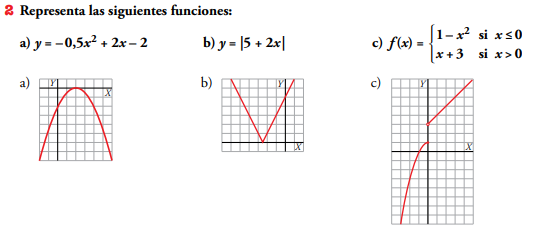 2 Representa las siguientes funciones:
a) y = –0,5x² + 2x – 2 b) y = |5 + 2x| c) f(x) = { 1 – x² si x ≤ 0
x + 3 si x > 0
a) Y X b) Y X c) Y X